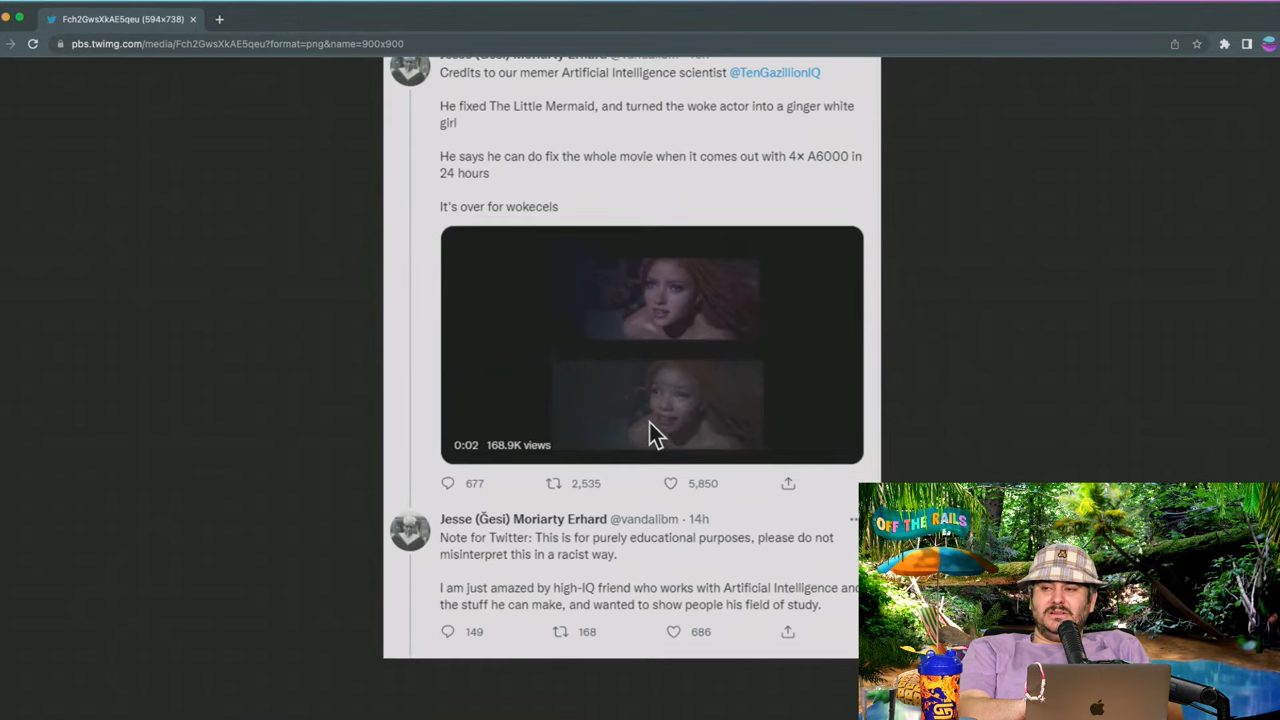 Fch2GwsXkAE5qeu (594×738)
pbs.twimg.com/media/Fch2GwsXkAE5qeu?format=png&name=900x900
Jesse (Ğesi) Moriarty Erhard @vandalibm
Credits to our memer Artificial Intelligence scientist @TenGazillionIQ
He fixed The Little Mermaid, and turned the woke actor into a ginger white
girl
He says he can do fix the whole movie when it comes out with 4× A6000 in
24 hours
It's over for wokecels
0:02 168.9K views
677 2,535 5,850
Jesse (Ğesi) Moriarty Erhard @vandalibm · 14h
Note for Twitter: This is for purely educational purposes, please do not
misinterpret this in a racist way.
I am just amazed by high-IQ friend who works with Artificial Intelligence and
the stuff he can make, and wanted to show people his field of study.
149 168 686
OFF THE RAILS